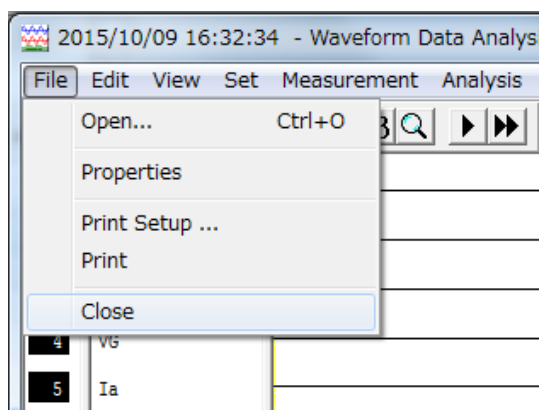 2015/10/09 16:32:34 - Waveform Data Analys
File Edit View Set Measurement Analysis
Open... Ctrl+O
Properties
Print Setup ...
Print
Close
4 VG
5 Ia